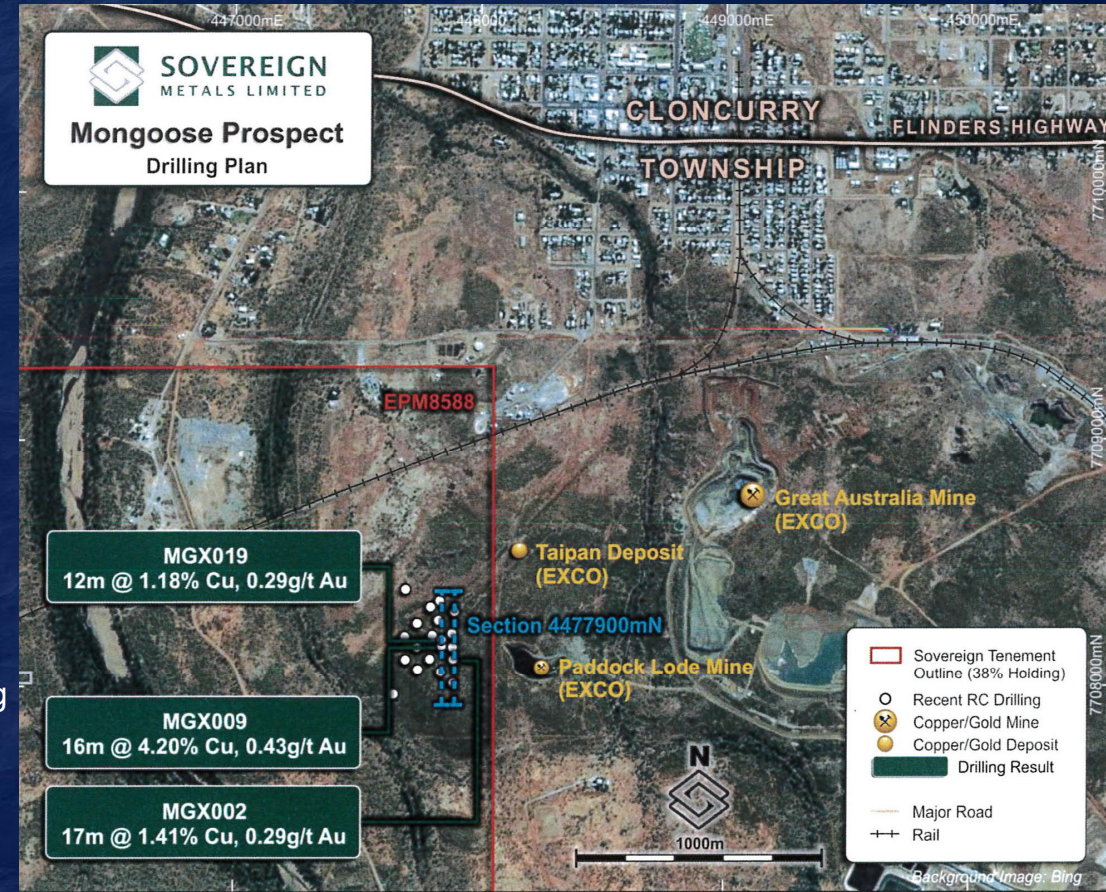 447000mE
448000
449000mE
450000mE
SOVEREIGN
METALS LIMITED
Mongoose Prospect
Drilling Plan
CLONCURRY
FLINDERS HIGHWAY
TOWNSHIP
7710000mN
EPM8588
7709000mN
Great Australia Mine
(EXCO)
MGX019
12m @ 1.18% Cu, 0.29g/t Au
Taipan Deposit
(EXCO)
Section 4477900mN
Paddock Lode Mine
(EXCO)
7708000mN
g
MGX009
16m @ 4.20% Cu, 0.43g/t Au
MGX002
17m @ 1.41% Cu, 0.29g/t Au
N
1000m
Sovereign Tenement
Outline (38% Holding)
Recent RC Drilling
Copper/Gold Mine
Copper/Gold Deposit
Drilling Result
Major Road
Rail
Background Image: Bing